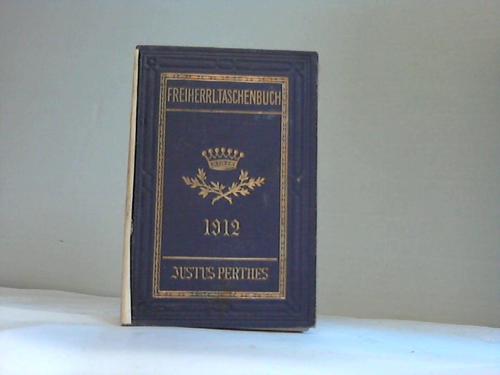 FREIHERRL.TASCHENBUCH
1912
JUSTUS PERTHES